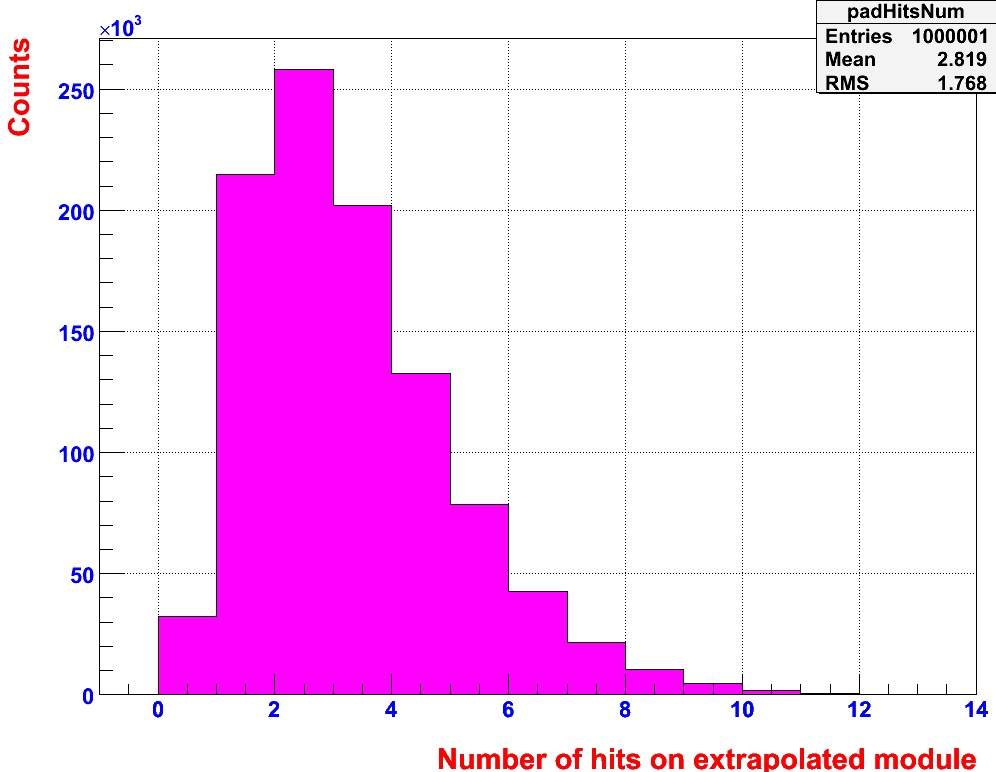 ×10³
padHitsNum
Entries 1000001
Mean 2.819
RMS 1.768
Counts
250
200
150
100
50
0
0 2 4 6 8 10 12 14
Number of hits on extrapolated module